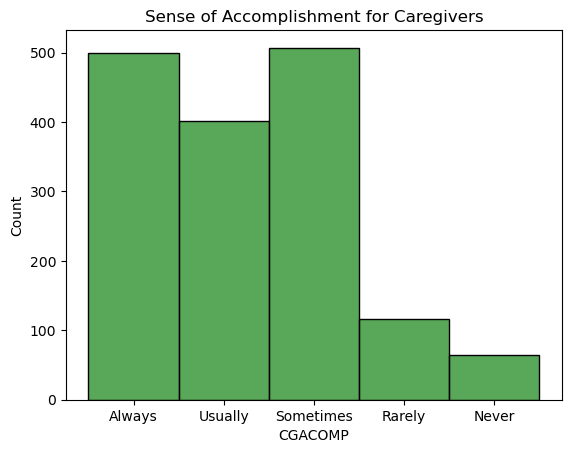 Sense of Accomplishment for Caregivers
500
400
300
200
100
0
Count
Always Usually Sometimes Rarely Never
CGACOMP